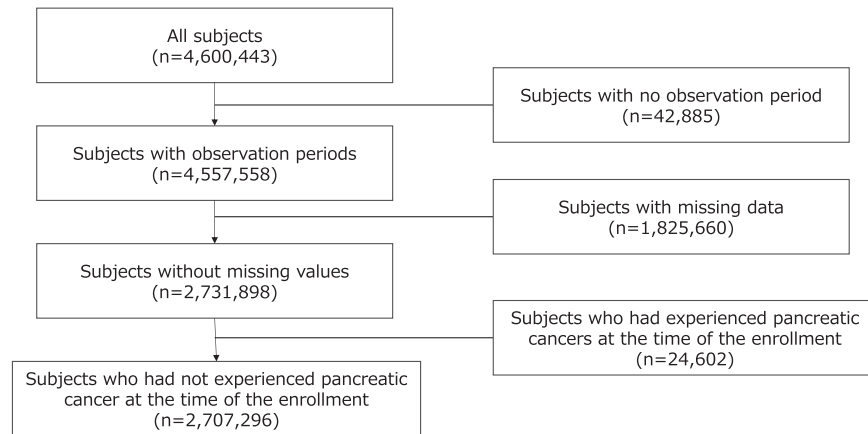 All subjects
(n=4,600,443)
Subjects with no observation period
(n=42,885)
Subjects with observation periods
(n=4,557,558)
Subjects with missing data
(n=1,825,660)
Subjects without missing values
(n=2,731,898)
Subjects who had experienced pancreatic
cancers at the time of the enrollment
(n=24,602)
Subjects who had not experienced pancreatic
cancer at the time of the enrollment
(n=2,707,296)